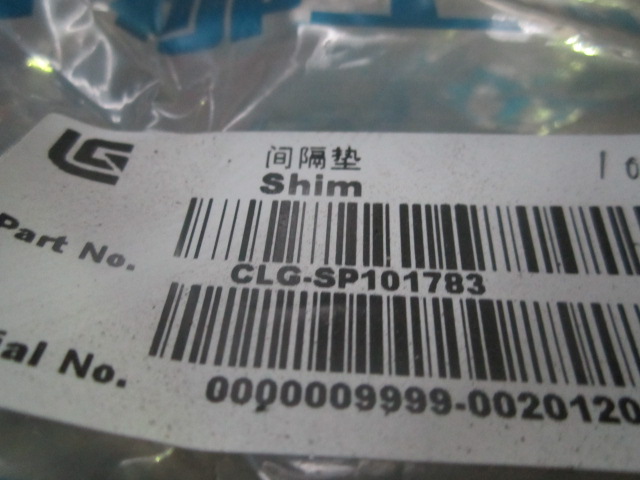 间隔垫
Shim
Part No.
CLG-SP101783
ial No.
0000009999-0020120